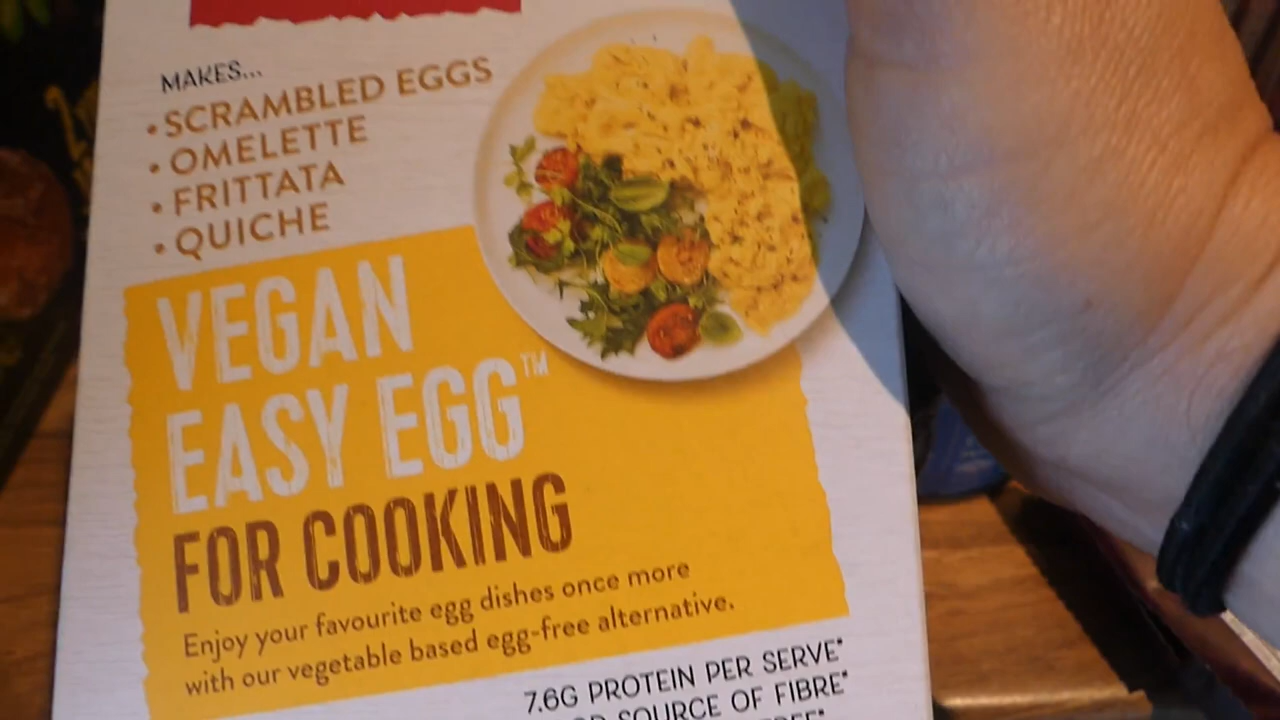 MAKES...
• SCRAMBLED EGGS
• OMELETTE
• FRITTATA
• QUICHE
VEGAN
EASY EGG™
FOR COOKING
Enjoy your favourite egg dishes once more
with our vegetable based egg-free alternative.
7.6G PROTEIN PER SERVE*
SOURCE OF FIBRE*